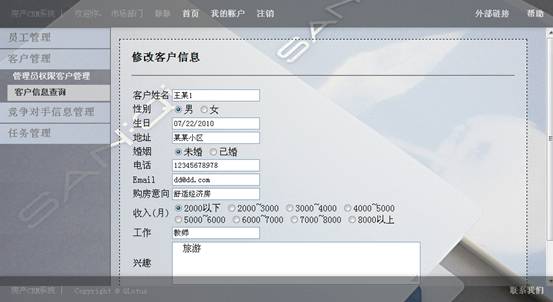 房产CRM系统 | 欢迎你, 市场部门 首页 我的账户 注销 外部链接 帮助
员工管理
客户管理
管理员权限客户管理
客户信息查询
竞争对手信息管理
任务管理
修改客户信息
客户姓名 王某1
性别 男 女
生日 07/22/2010
地址 某某小区
婚姻 未婚 已婚
电话 12345678978
Email dd@dd.com
购房意向 舒适经济房
收入(月) 2000以下 2000~3000 3000~4000 4000~5000
5000~6000 6000~7000 7000~8000 8000以上
工作 教师
兴趣 旅游
房产CRM系统 | Copyright © GLotus 联系我们